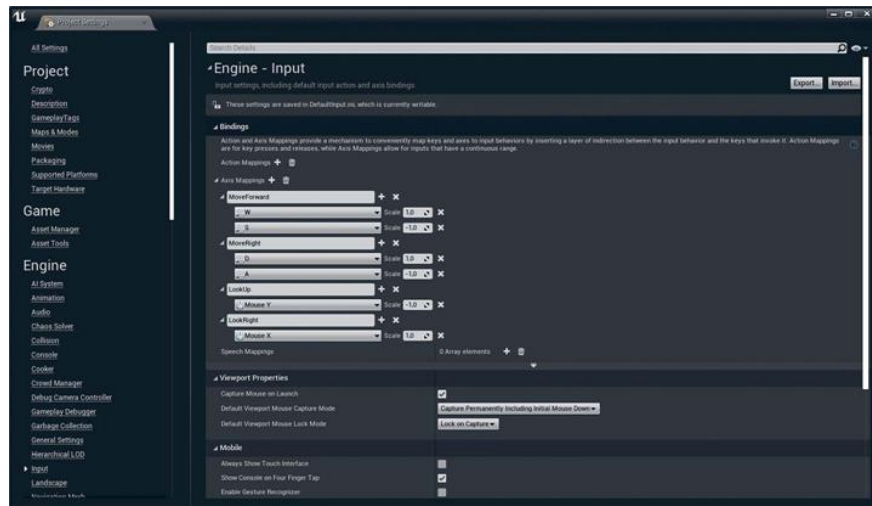 Project Settings
All Settings
Project
Crypto
Description
GameplayTags
Maps & Modes
Movies
Packaging
Supported Platforms
Target Hardware
Game
Asset Manager
Asset Tools
Engine
AI System
Animation
Audio
Chaos Solver
Collision
Console
Cooker
Crowd Manager
Debug Camera Controller
Gameplay Debugger
Garbage Collection
General Settings
Hierarchical LOD
Input
Landscape
Navigation Mesh
Search Details
Engine - Input
Input settings, including default input action and axis bindings.
Export... Import...
These settings are saved in DefaultInput.ini, which is currently writable.
Bindings
Action and Axis Mappings provide a mechanism to conveniently map keys and axes to input behaviors by inserting a layer of indirection between the input behavior and the keys that invoke it. Action Mappings
are for key presses and releases, while Axis Mappings allow for inputs that have a continuous range.
Action Mappings
Axis Mappings
MoveForward
W Scale 1,0
S Scale -1,0
MoveRight
D Scale 1,0
A Scale -1,0
LookUp
Mouse Y Scale -1,0
LookRight
Mouse X Scale 1,0
Speech Mappings 0 Array elements
Viewport Properties
Capture Mouse on Launch
Default Viewport Mouse Capture Mode Capture Permanently Including Initial Mouse Down
Default Viewport Mouse Lock Mode Lock on Capture
Mobile
Always Show Touch Interface
Show Console on Four Finger Tap
Enable Gesture Recognizer